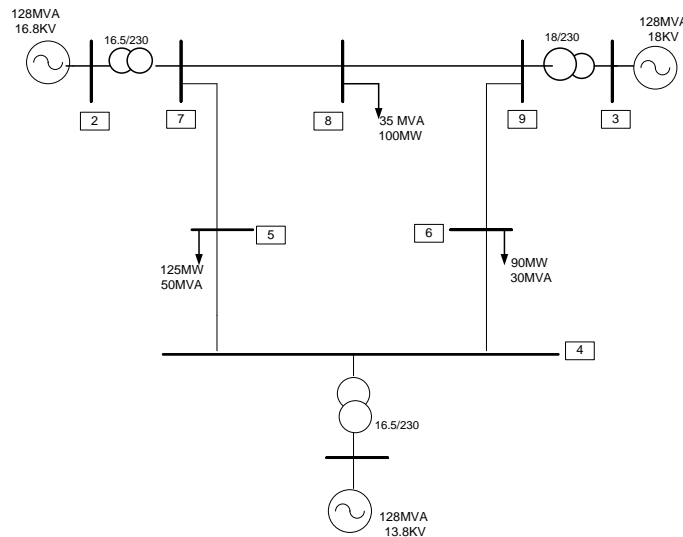 128MVA
16.8KV
16.5/230
18/230
128MVA
18KV
2
7
8
9
3
35 MVA
100MW
5
6
125MW
50MVA
90MW
30MVA
4
16.5/230
128MVA
13.8KV